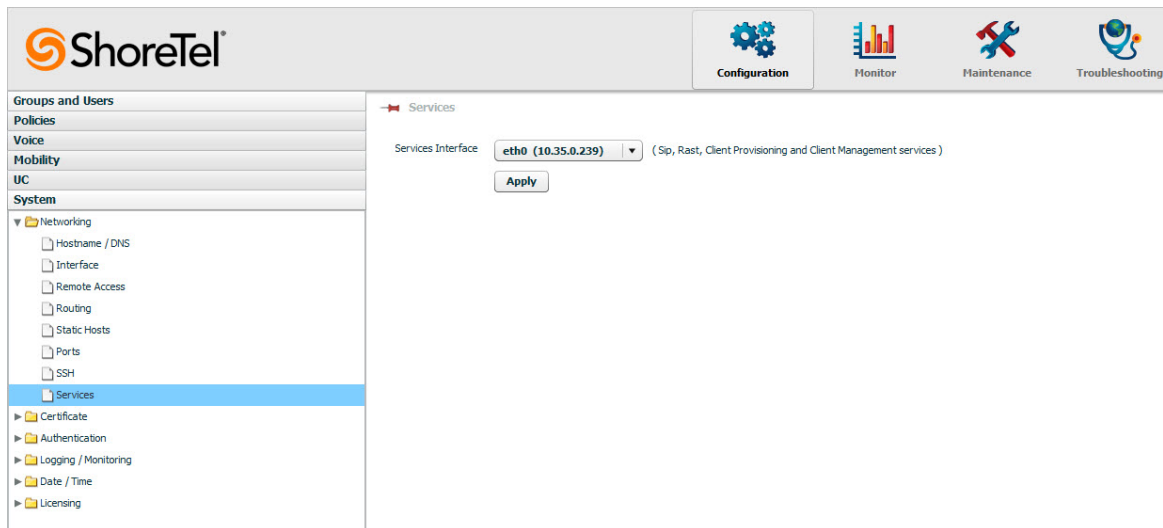 ShoreTel
Configuration
Monitor
Maintenance
Troubleshooting
Groups and Users
Policies
Voice
Mobility
UC
System
Networking
Hostname / DNS
Interface
Remote Access
Routing
Static Hosts
Ports
SSH
Services
Certificate
Authentication
Logging / Monitoring
Date / Time
Licensing
Services
Services Interface eth0 (10.35.0.239) ( Sip, Rast, Client Provisioning and Client Management services )
Apply